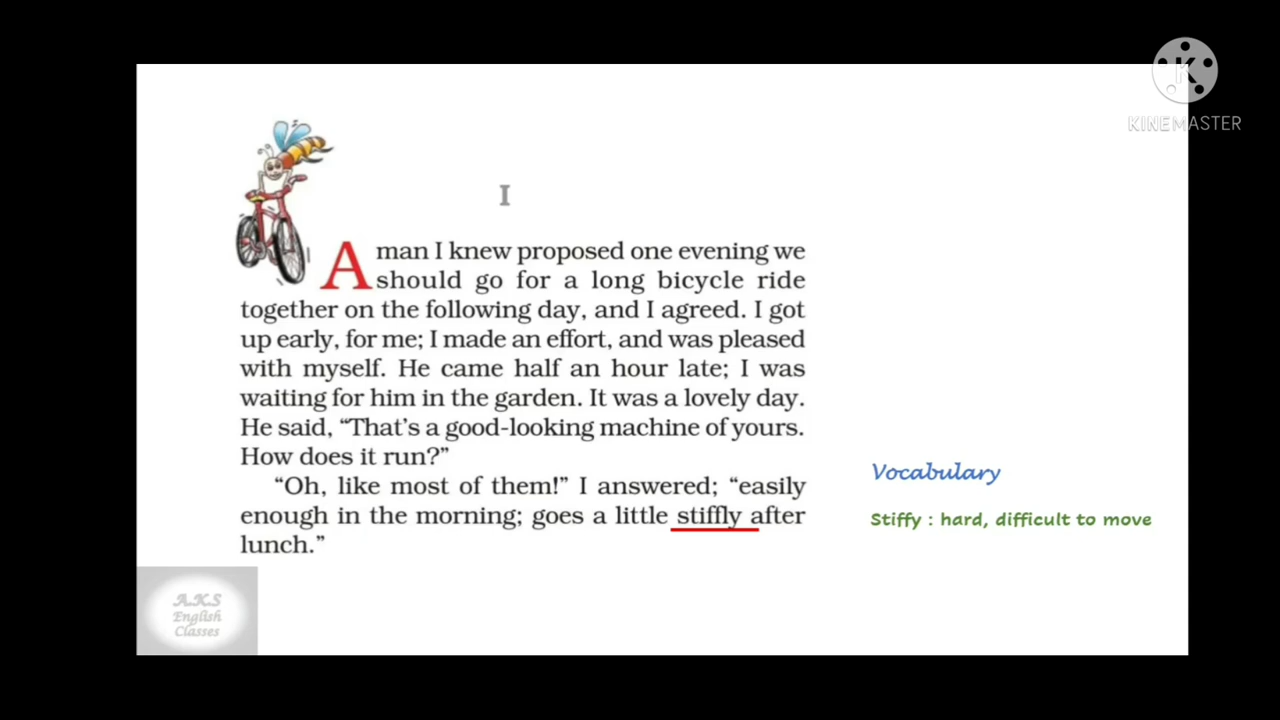 KINEMASTER
I
A man I knew proposed one evening we
should go for a long bicycle ride
together on the following day, and I agreed. I got
up early, for me; I made an effort, and was pleased
with myself. He came half an hour late; I was
waiting for him in the garden. It was a lovely day.
He said, “That’s a good-looking machine of yours.
How does it run?”
“Oh, like most of them!” I answered; “easily
enough in the morning; goes a little stiffly after
lunch.”
Vocabulary
Stiffy : hard, difficult to move
A.K.S
English
Classes